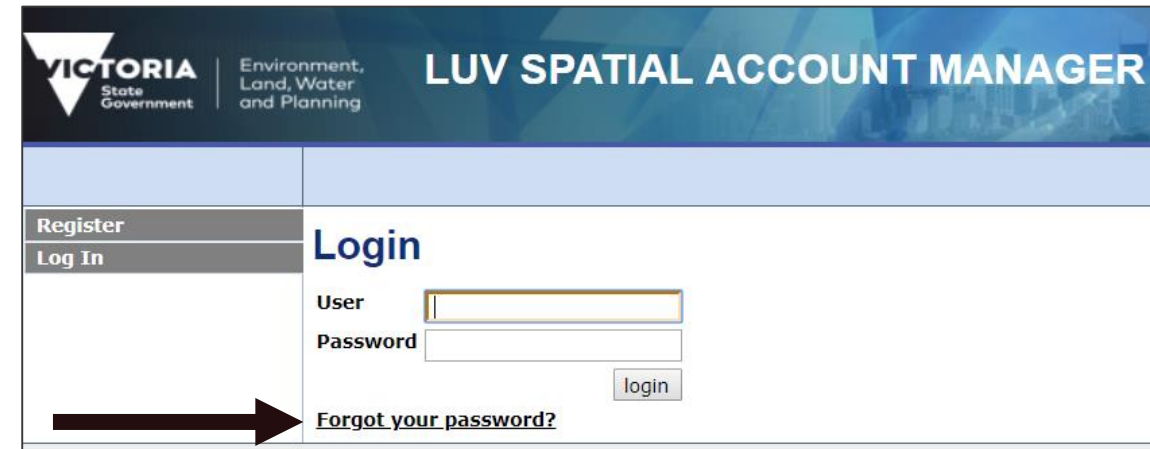 VICTORIA
State
Government
Environment,
Land, Water
and Planning
LUV SPATIAL ACCOUNT MANAGER
Register
Log In
Login
User
Password
login
Forgot your password?